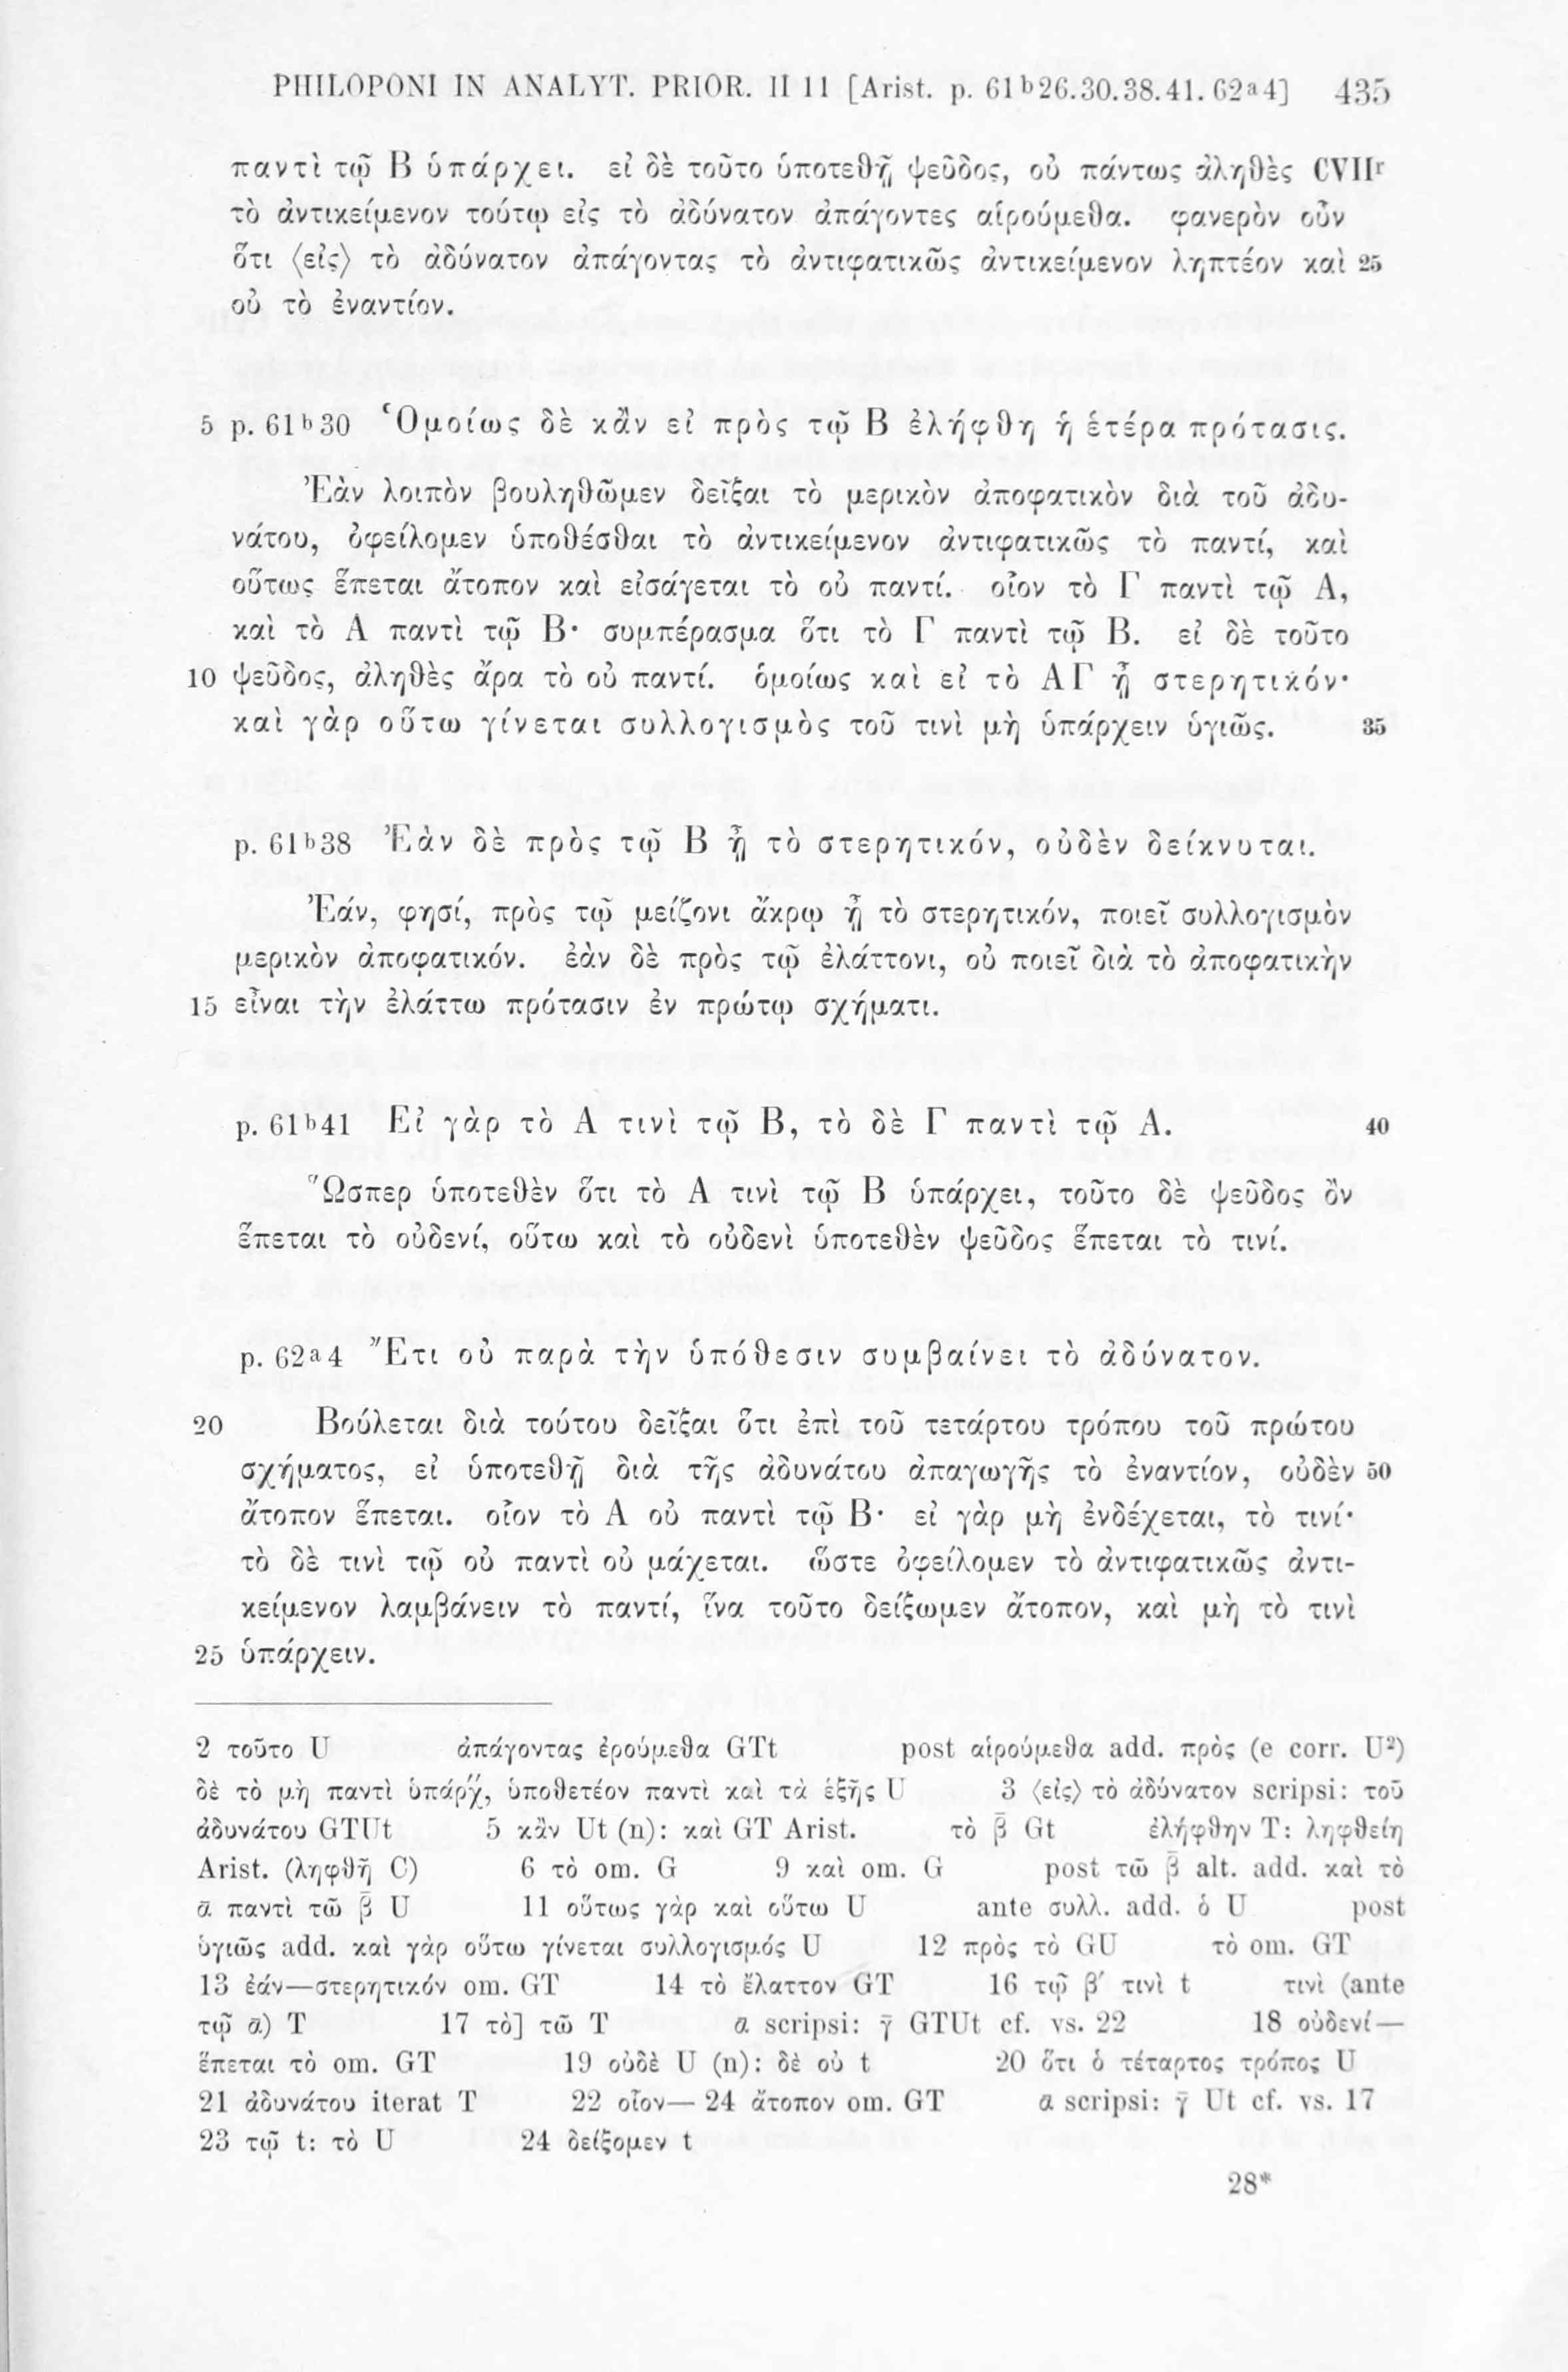 PHILOPONI IN ANALYT. PRIOR. II 11 [Arist. p. 61ᵇ26.30.38.41. 62ᵃ4] 435
παντὶ τῷ Β ὑπάρχει. εἰ δὲ τοῦτο ὑποτεθῇ ψεῦδος, οὐ πάντως ἀληθὲς CVIIʳ
τὸ ἀντικείμενον τούτῳ εἰς τὸ ἀδύνατον ἀπάγοντες αἱρούμεθα. φανερὸν οὖν
ὅτι 〈εἰς〉 τὸ ἀδύνατον ἀπάγοντας τὸ ἀντιφατικῶς ἀντικείμενον ληπτέον καὶ 25
οὐ τὸ ἐναντίον.
5 p. 61ᵇ30 Ὁμοίως δὲ κἂν εἰ πρὸς τῷ Β ἐλήφθη ἡ ἑτέρα πρότασις.
Ἐὰν λοιπὸν βουληθῶμεν δεῖξαι τὸ μερικὸν ἀποφατικὸν διὰ τοῦ ἀδυ-
νάτου, ὀφείλομεν ὑποθέσθαι τὸ ἀντικείμενον ἀντιφατικῶς τὸ παντί, καὶ
οὕτως ἕπεται ἄτοπον καὶ εἰσάγεται τὸ οὐ παντί. οἷον τὸ Γ παντὶ τῷ Α,
καὶ τὸ Α παντὶ τῷ Β· συμπέρασμα ὅτι τὸ Γ παντὶ τῷ Β. εἰ δὲ τοῦτο
10 ψεῦδος, ἀληθὲς ἄρα τὸ οὐ παντί. ὁμοίως καὶ εἰ τὸ ΑΓ ᾖ στερητικόν·
καὶ γὰρ οὕτω γίνεται συλλογισμὸς τοῦ τινὶ μὴ ὑπάρχειν ὑγιῶς. 35
p. 61ᵇ38 Ἐὰν δὲ πρὸς τῷ Β ᾖ τὸ στερητικόν, οὐδὲν δείκνυται.
Ἐάν, φησί, πρὸς τῷ μείζονι ἄκρῳ ᾖ τὸ στερητικόν, ποιεῖ συλλογισμὸν
μερικὸν ἀποφατικόν. ἐὰν δὲ πρὸς τῷ ἐλάττονι, οὐ ποιεῖ διὰ τὸ ἀποφατικὴν
15 εἶναι τὴν ἐλάττω πρότασιν ἐν πρώτῳ σχήματι.
p. 61ᵇ41 Εἰ γὰρ τὸ Α τινὶ τῷ Β, τὸ δὲ Γ παντὶ τῷ Α. 40
Ὥσπερ ὑποτεθὲν ὅτι τὸ Α τινὶ τῷ Β ὑπάρχει, τοῦτο δὲ ψεῦδος ὂν
ἕπεται τὸ οὐδενί, οὕτω καὶ τὸ οὐδενὶ ὑποτεθὲν ψεῦδος ἕπεται τὸ τινί.
p. 62ᵃ4 Ἔτι οὐ παρὰ τὴν ὑπόθεσιν συμβαίνει τὸ ἀδύνατον.
20 Βούλεται διὰ τούτου δεῖξαι ὅτι ἐπὶ τοῦ τετάρτου τρόπου τοῦ πρώτου
σχήματος, εἰ ὑποτεθῇ διὰ τῆς ἀδυνάτου ἀπαγωγῆς τὸ ἐναντίον, οὐδὲν 50
ἄτοπον ἕπεται. οἷον τὸ Α οὐ παντὶ τῷ Β· εἰ γὰρ μὴ ἐνδέχεται, τὸ τινί·
τὸ δὲ τινὶ τῷ οὐ παντὶ οὐ μάχεται. ὥστε ὀφείλομεν τὸ ἀντιφατικῶς ἀντι-
κείμενον λαμβάνειν τὸ παντί, ἵνα τοῦτο δείξωμεν ἄτοπον, καὶ μὴ τὸ τινὶ
25 ὑπάρχειν.
2 τοῦτο U ἀπάγοντας ἐρούμεθα GTt post αἱρούμεθα add. πρὸς (e corr. U²)
δὲ τὸ μὴ παντὶ ὑπάρχ̋, ὑποθετέον παντὶ καὶ τὰ ἑξῆς U 3 〈εἰς〉 τὸ ἀδύνατον scripsi: τοῦ
ἀδυνάτου GTUt 5 κἂν Ut (n): καὶ GT Arist. τὸ β̄ Gt ἐλήφθην T: ληφθείη
Arist. (ληφθῇ C) 6 τὸ om. G 9 καὶ om. G post τῶ β̄ alt. add. καὶ τὸ
ᾱ παντὶ τῶ β̄ U 11 οὕτως γὰρ καὶ οὕτω U ante συλλ. add. ὁ U post
ὑγιῶς add. καὶ γὰρ οὕτω γίνεται συλλογισμός U 12 πρὸς τὸ GU τὸ om. GT
13 ἐάν—στερητικόν om. GT 14 τὸ ἔλαττον GT 16 τῷ β′ τινὶ t τινὶ (ante
τῷ ᾱ) T 17 τὸ] τῶ T ᾱ scripsi: γ̄ GTUt cf. vs. 22 18 οὐδενί—
ἕπεται τὸ om. GT 19 οὐδὲ U (n): δὲ οὐ t 20 ὅτι ὁ τέταρτος τρόπος U
21 ἀδυνάτου iterat T 22 οἷον—24 ἄτοπον om. GT ᾱ scripsi: γ̄ Ut cf. vs. 17
23 τῷ t: τὸ U 24 δείξομεν t
28*